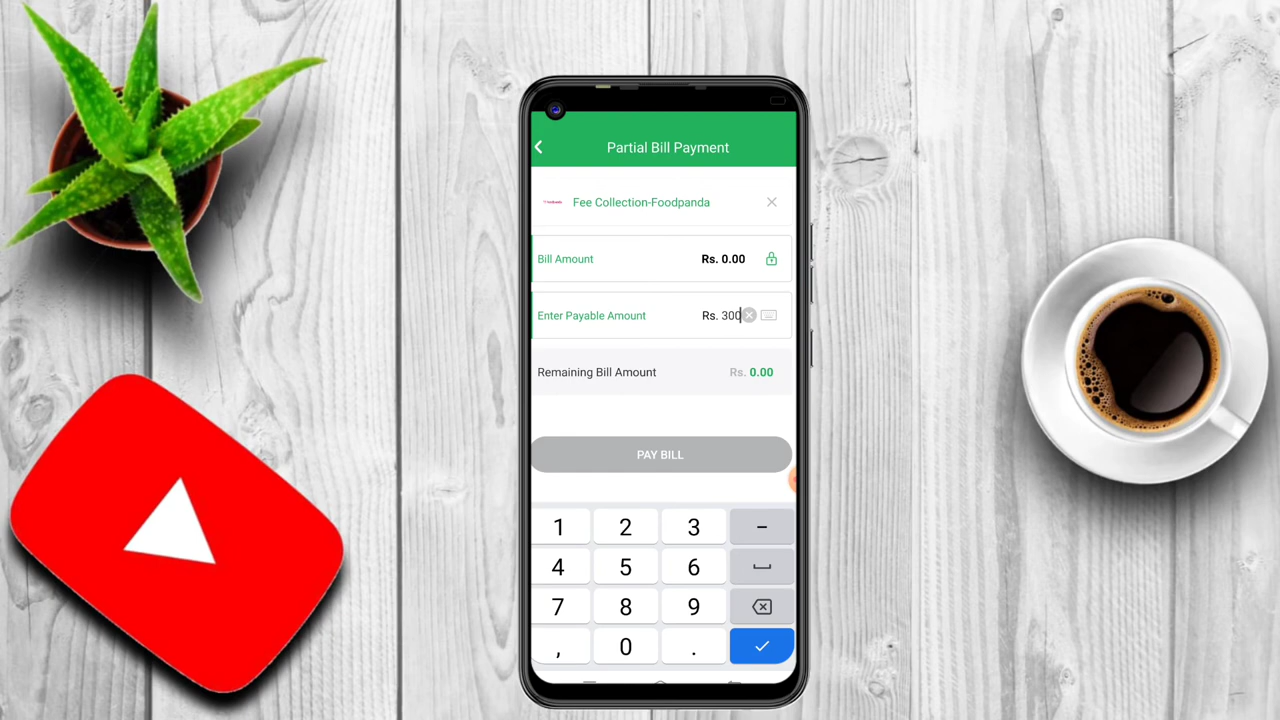 Partial Bill Payment
Fee Collection-Foodpanda
Bill Amount Rs. 0.00
Enter Payable Amount Rs. 300
Remaining Bill Amount Rs. 0.00
PAY BILL
1 2 3 -
4 5 6
7 8 9
, 0 .